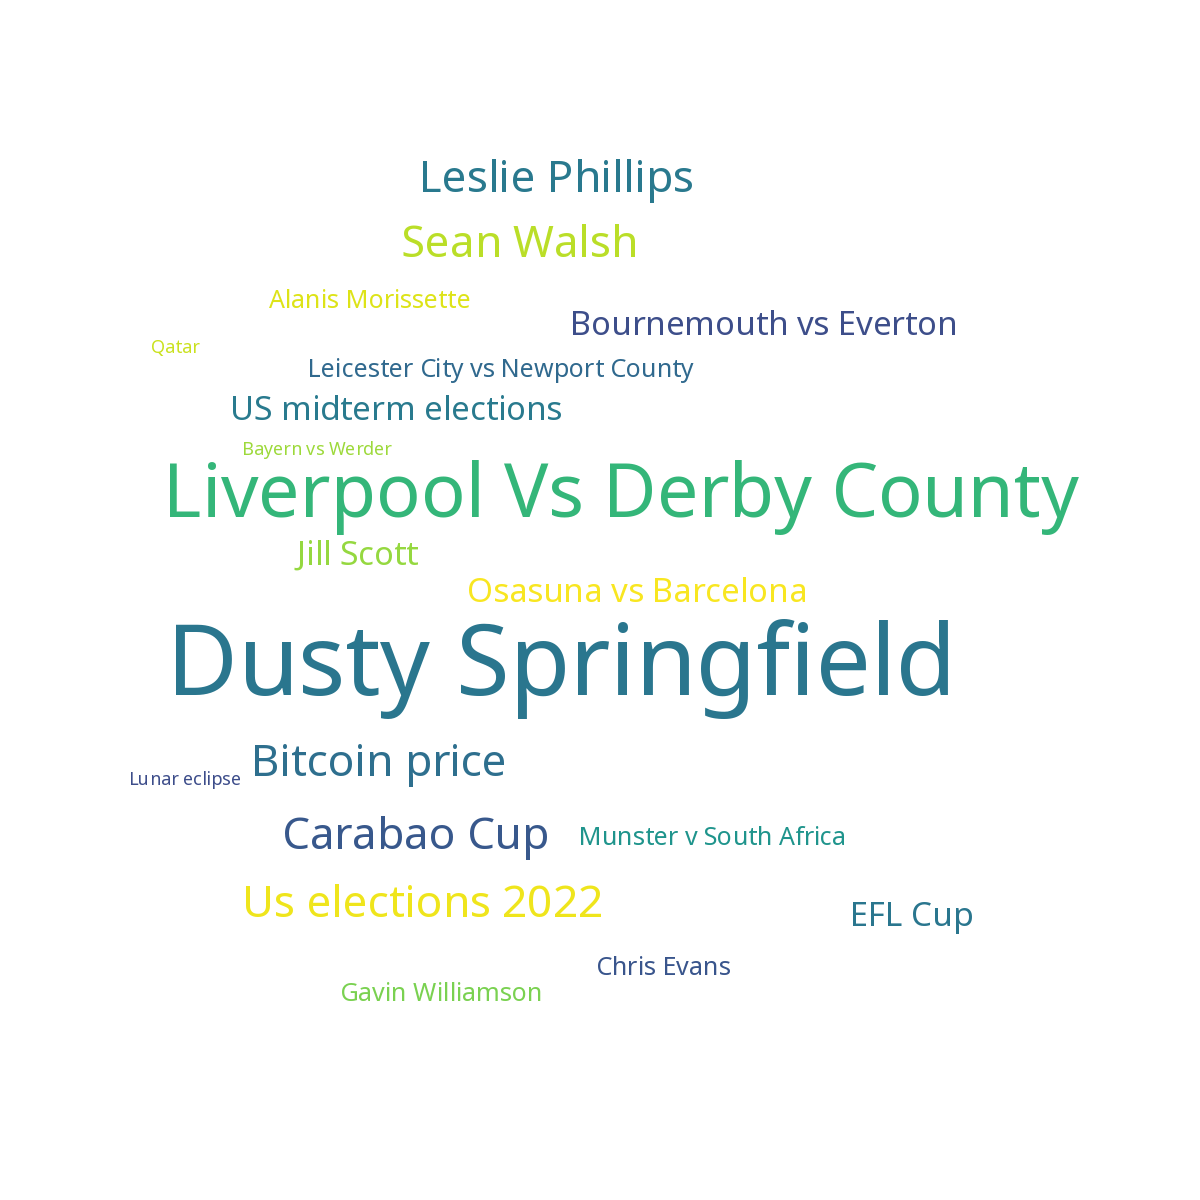 Leslie Phillips
Sean Walsh
Alanis Morissette
Bournemouth vs Everton
Qatar
Leicester City vs Newport County
US midterm elections
Bayern vs Werder
Liverpool Vs Derby County
Jill Scott
Osasuna vs Barcelona
Dusty Springfield
Bitcoin price
Lunar eclipse
Carabao Cup
Munster v South Africa
Us elections 2022
EFL Cup
Chris Evans
Gavin Williamson